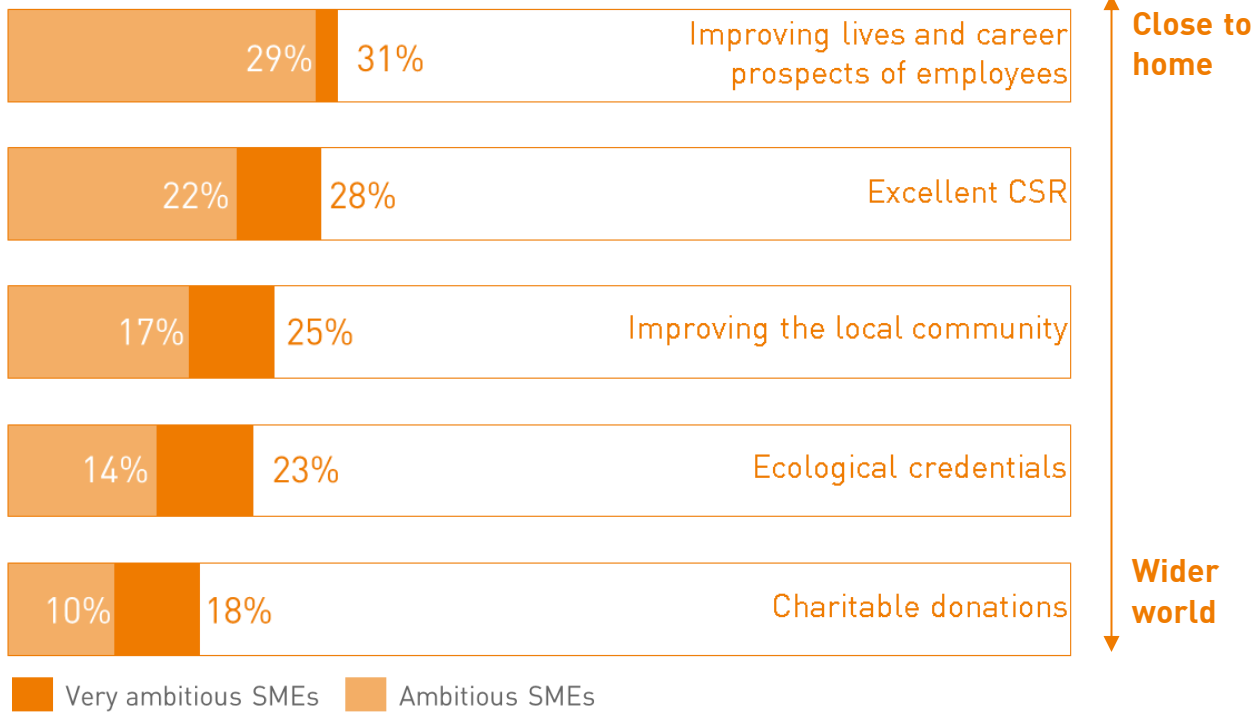 29% 31% Improving lives and career
prospects of employees
Close to
home
22% 28% Excellent CSR
17% 25% Improving the local community
14% 23% Ecological credentials
10% 18% Charitable donations
Wider
world
Very ambitious SMEs Ambitious SMEs